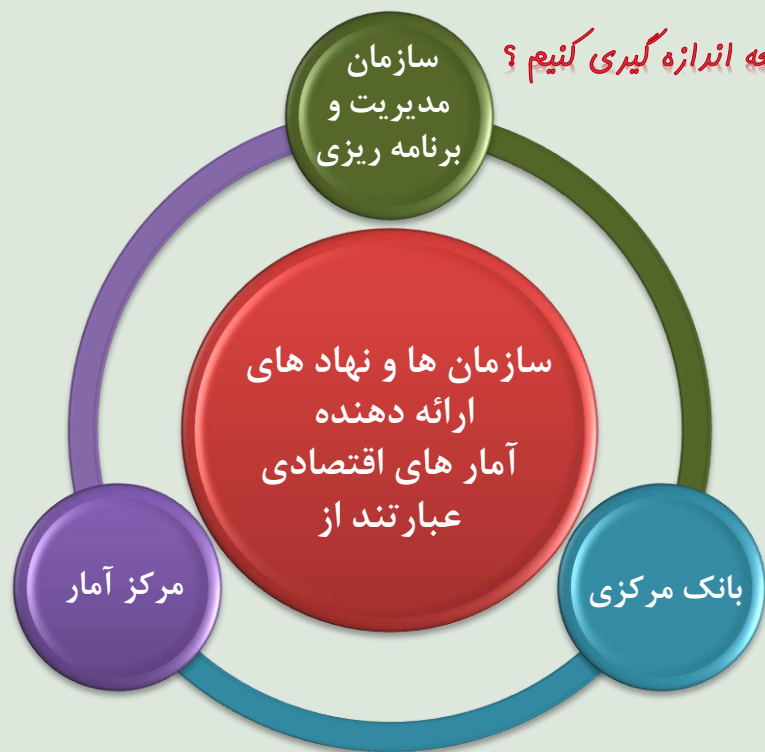 اندازه گیری کنیم ؟
سازمان
مدیریت و
برنامه ریزی
سازمان ها و نهاد های
ارائه دهنده
آمار های اقتصادی
عبارتند از
بانک مرکزی
مرکز آمار